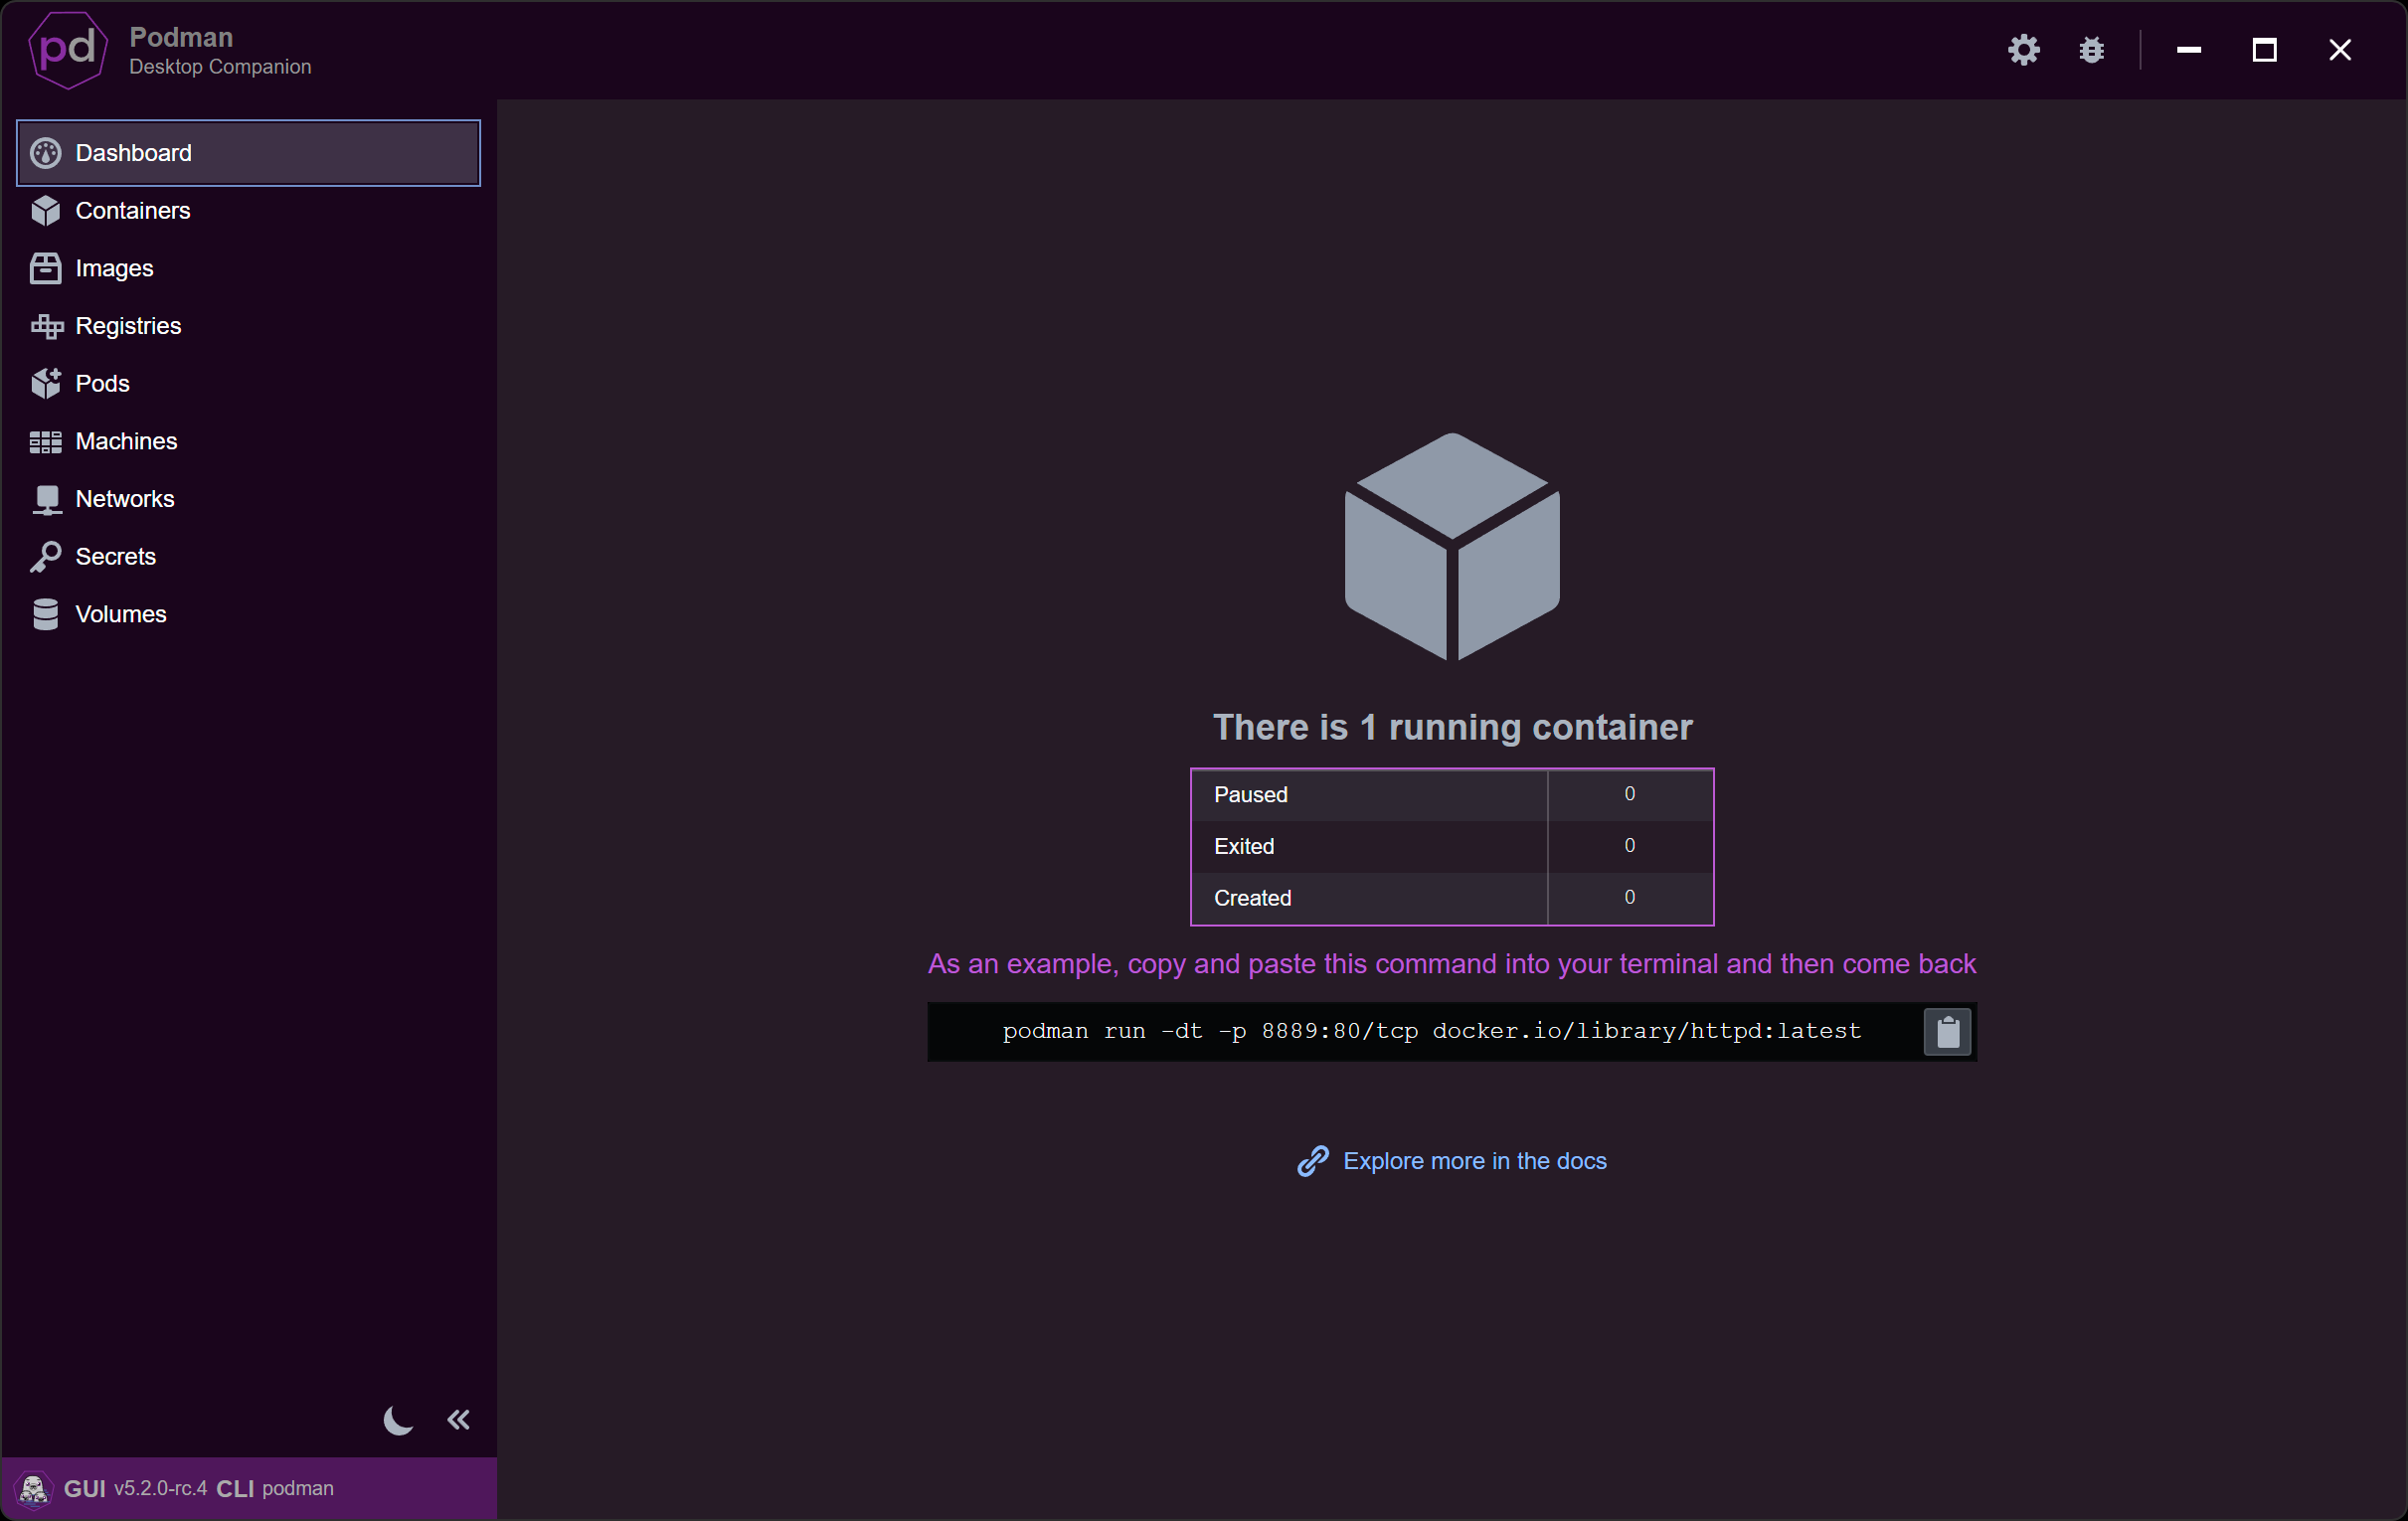 pd
Podman
Desktop Companion
Dashboard
Containers
Images
Registries
Pods
Machines
Networks
Secrets
Volumes
There is 1 running container
Paused 0
Exited 0
Created 0
As an example, copy and paste this command into your terminal and then come back
podman run -dt -p 8889:80/tcp docker.io/library/httpd:latest
Explore more in the docs
GUI v5.2.0-rc.4 CLI podman